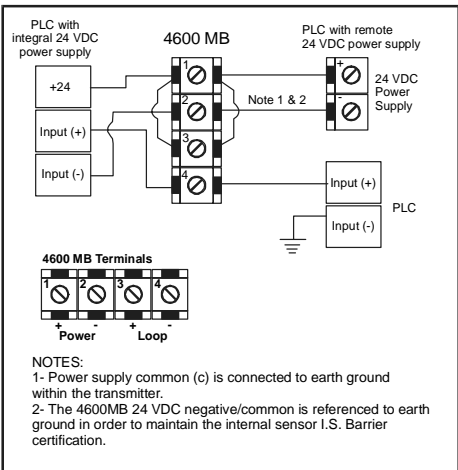 PLC with
integral 24 VDC
power supply
4600 MB
PLC with remote
24 VDC power supply
+24
Input (+)
Input (-)
1
2
3
4
Note 1 & 2
+
-
24 VDC
Power
Supply
Input (+)
Input (-)
PLC
4600 MB Terminals
1 2 3 4
+ - + -
Power Loop
NOTES:
1- Power supply common (c) is connected to earth ground
within the transmitter.
2- The 4600MB 24 VDC negative/common is referenced to earth
ground in order to maintain the internal sensor I.S. Barrier
certification.